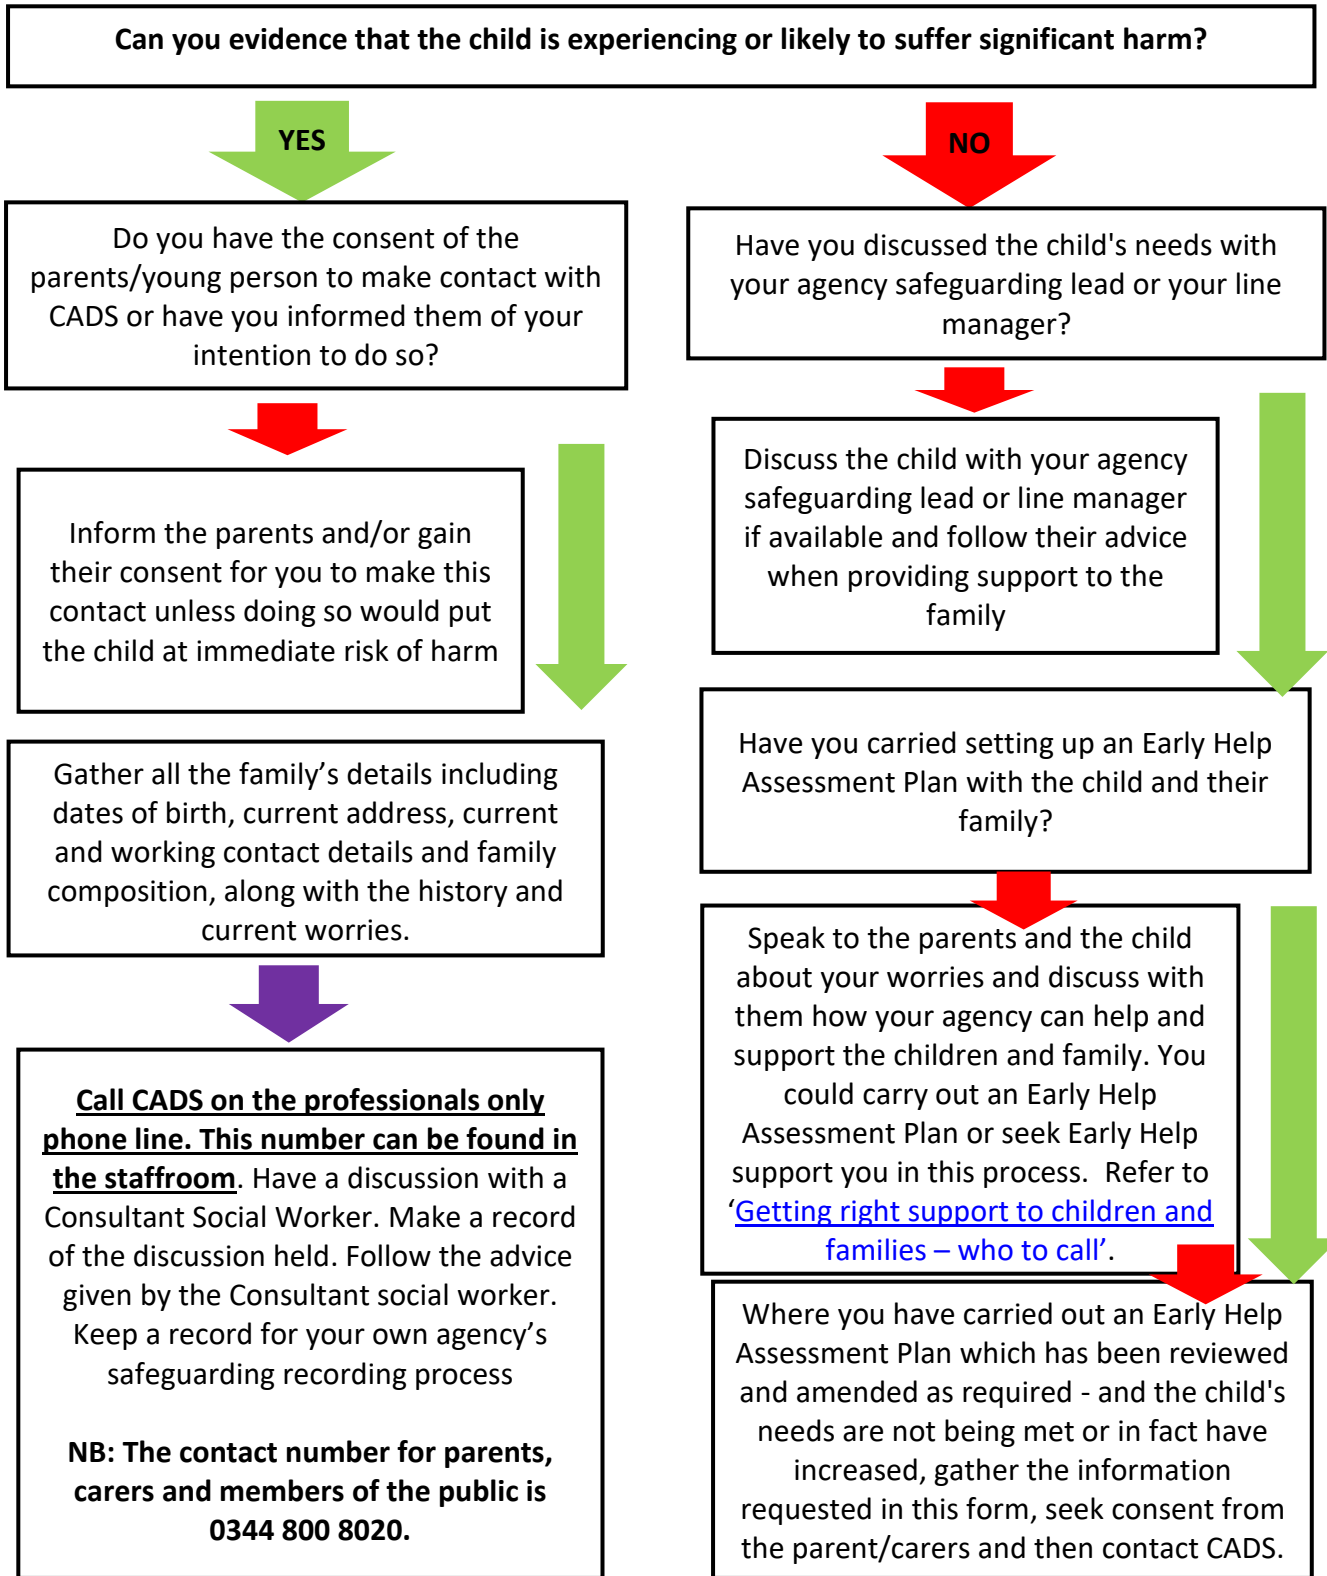 Can you evidence that the child is experiencing or likely to suffer significant harm?
YES
NO
Do you have the consent of the
parents/young person to make contact with
CADS or have you informed them of your
intention to do so?
Inform the parents and/or gain
their consent for you to make this
contact unless doing so would put
the child at immediate risk of harm
Gather all the family’s details including
dates of birth, current address, current
and working contact details and family
composition, along with the history and
current worries.
Call CADS on the professionals only
phone line. This number can be found in
the staffroom. Have a discussion with a
Consultant Social Worker. Make a record
of the discussion held. Follow the advice
given by the Consultant social worker.
Keep a record for your own agency’s
safeguarding recording process
NB: The contact number for parents,
carers and members of the public is
0344 800 8020.
Have you discussed the child's needs with
your agency safeguarding lead or your line
manager?
Discuss the child with your agency
safeguarding lead or line manager
if available and follow their advice
when providing support to the
family
Have you carried setting up an Early Help
Assessment Plan with the child and their
family?
Speak to the parents and the child
about your worries and discuss with
them how your agency can help and
support the children and family. You
could carry out an Early Help
Assessment Plan or seek Early Help
support you in this process.  Refer to
‘Getting right support to children and
families – who to call’.
Where you have carried out an Early Help
Assessment Plan which has been reviewed
and amended as required - and the child's
needs are not being met or in fact have
increased, gather the information
requested in this form, seek consent from
the parent/carers and then contact CADS.